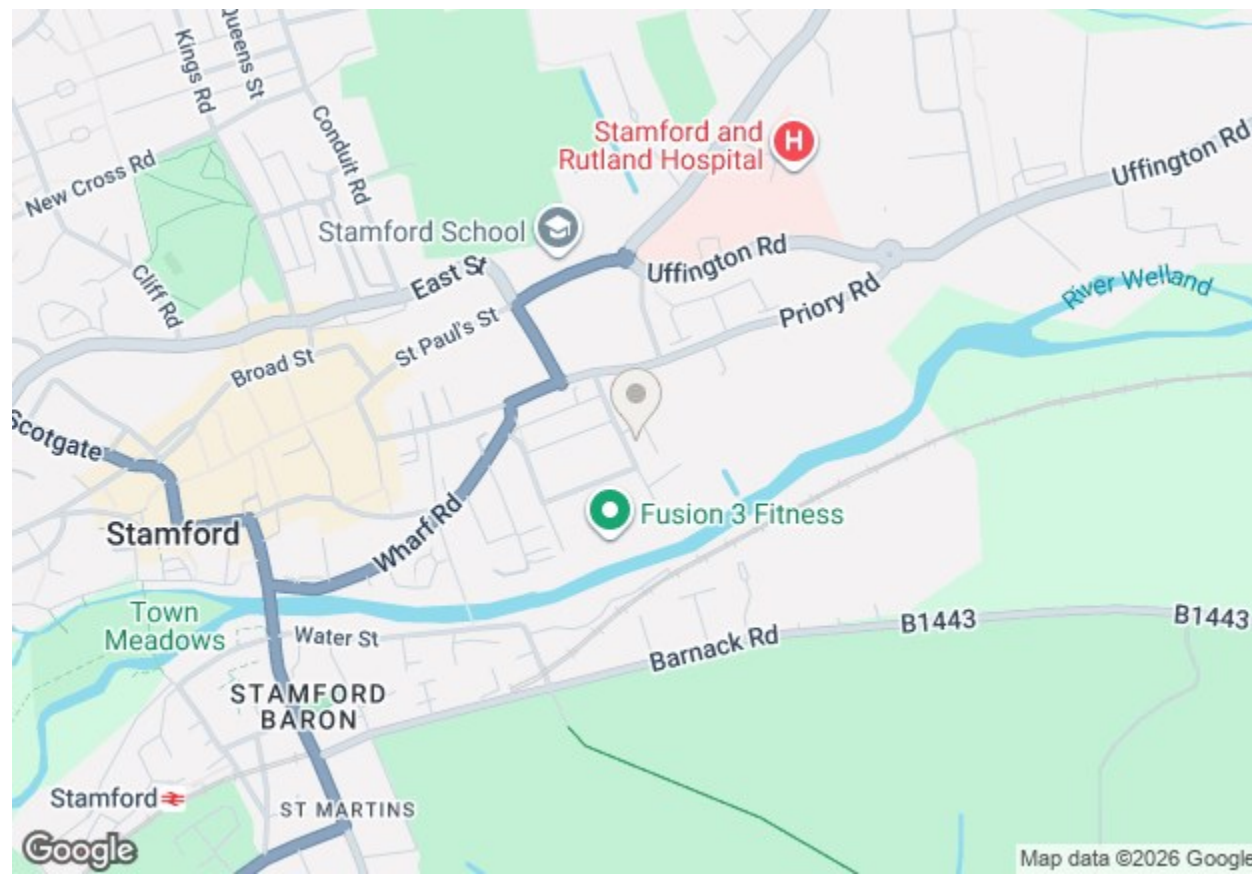 Queens St
Kings Rd
Conduit Rd
New Cross Rd
Stamford and
Rutland Hospital
H
Uffington Rd
Stamford School
Uffington Rd
River Welland
Cliff Rd
East St
Priory Rd
St Paul's St
Broad St
Scotgate
Fusion 3 Fitness
Stamford
Wharf Rd
Town
Meadows
Water St
B1443
B1443
Barnack Rd
STAMFORD
BARON
Stamford
ST MARTINS
Google
Map data ©2026 Google